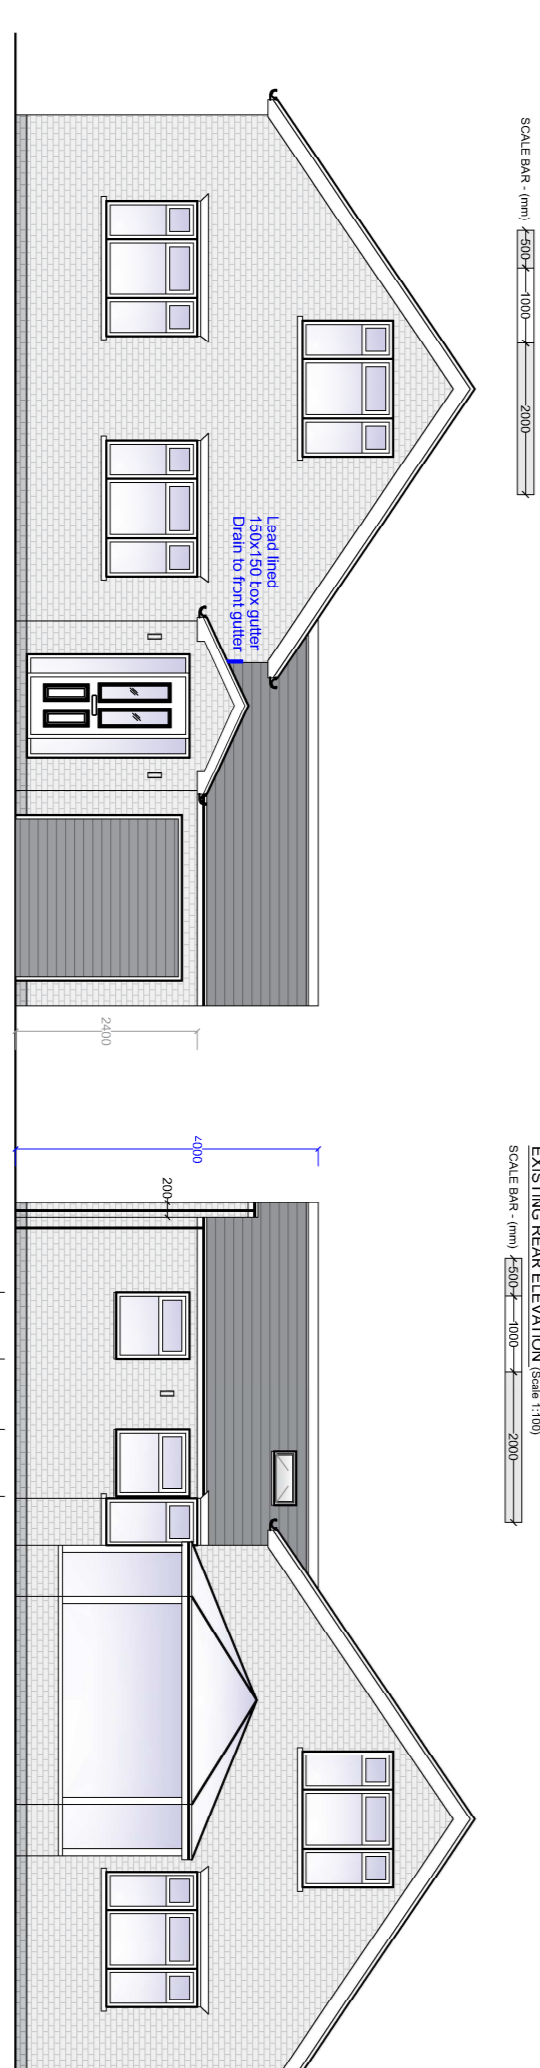 SCALE BAR - (mm)
500
1000
2000
Lead lined
150x150 box gutter
Drain to front gutter
2400
EXISTING REAR ELEVATION (Scale 1:100)
SCALE BAR - (mm)
500
1000
2000
4000
200